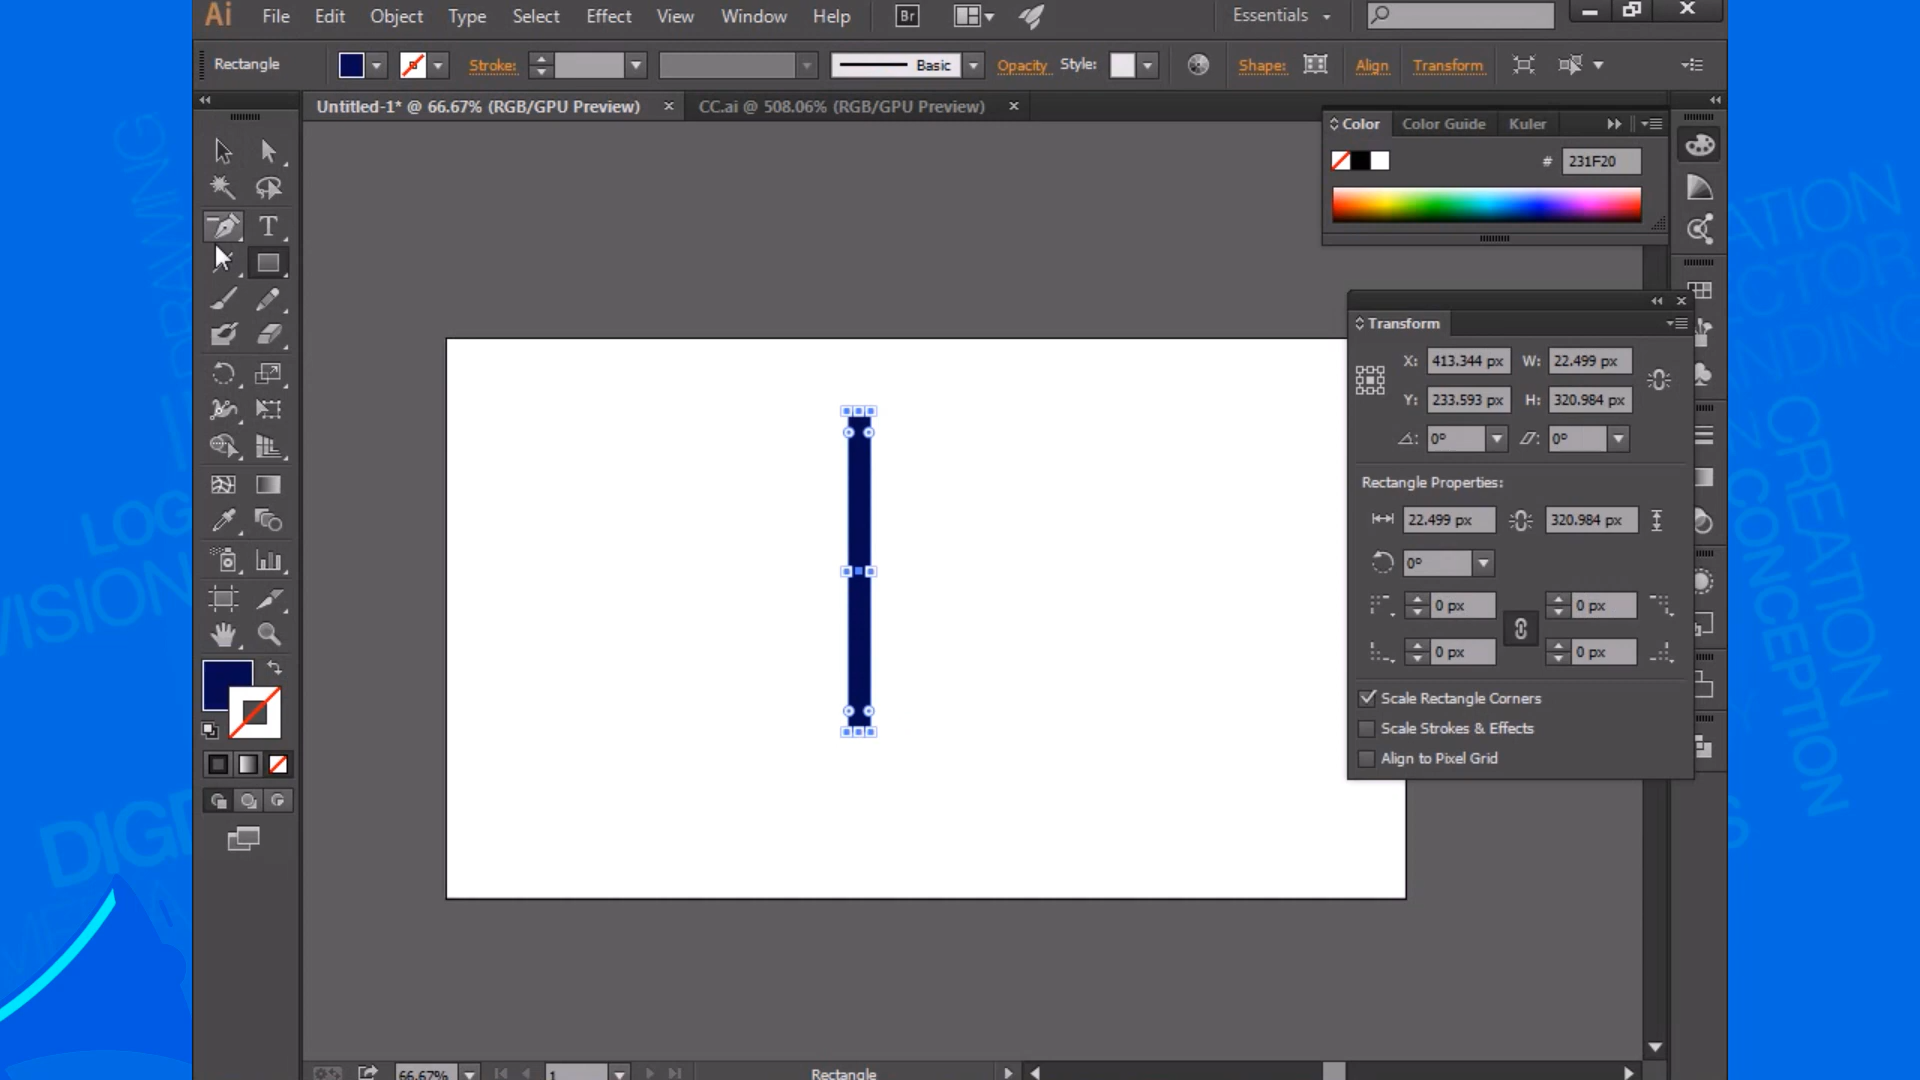 Ai File Edit Object Type Select Effect View Window Help Br Essentials
Rectangle Stroke: Basic Opacity Style: Shape: Align Transform
Untitled-1* @ 66.67% (RGB/GPU Preview) × CC.ai @ 508.06% (RGB/GPU Preview) ×
Color Color Guide Kuler
# 231F20
T
Transform
X: 413.344 px W: 22.499 px
Y: 233.593 px H: 320.984 px
0° 0°
Rectangle Properties:
22.499 px 320.984 px
0°
0 px 0 px
0 px 0 px
Scale Rectangle Corners
Scale Strokes & Effects
Align to Pixel Grid
66.67% 1 Rectangle
LOG
VISION
CREATION
CONCEPTION